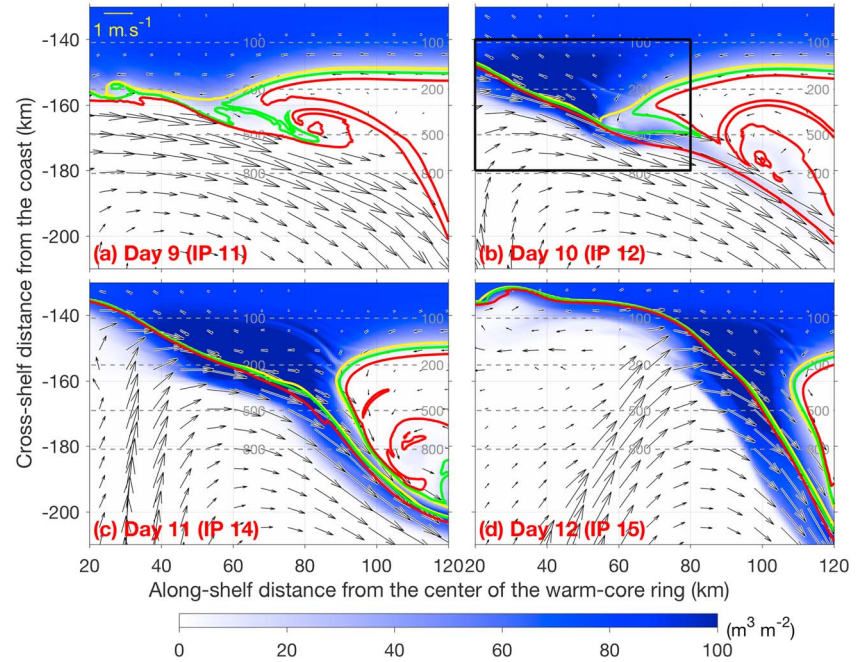 1 m.s⁻¹
-140
-160
-180
-200
100
100
200
200
500
500
800
800
(a) Day 9 (IP 11)
(b) Day 10 (IP 12)
-140
-160
-180
-200
100
100
200
200
500
500
800
800
(c) Day 11 (IP 14)
(d) Day 12 (IP 15)
Cross-shelf distance from the coast (km)
20 40 60 80 100 120 20 40 60 80 100 120
Along-shelf distance from the center of the warm-core ring (km)
0 20 40 60 80 100 (m³ m⁻²)